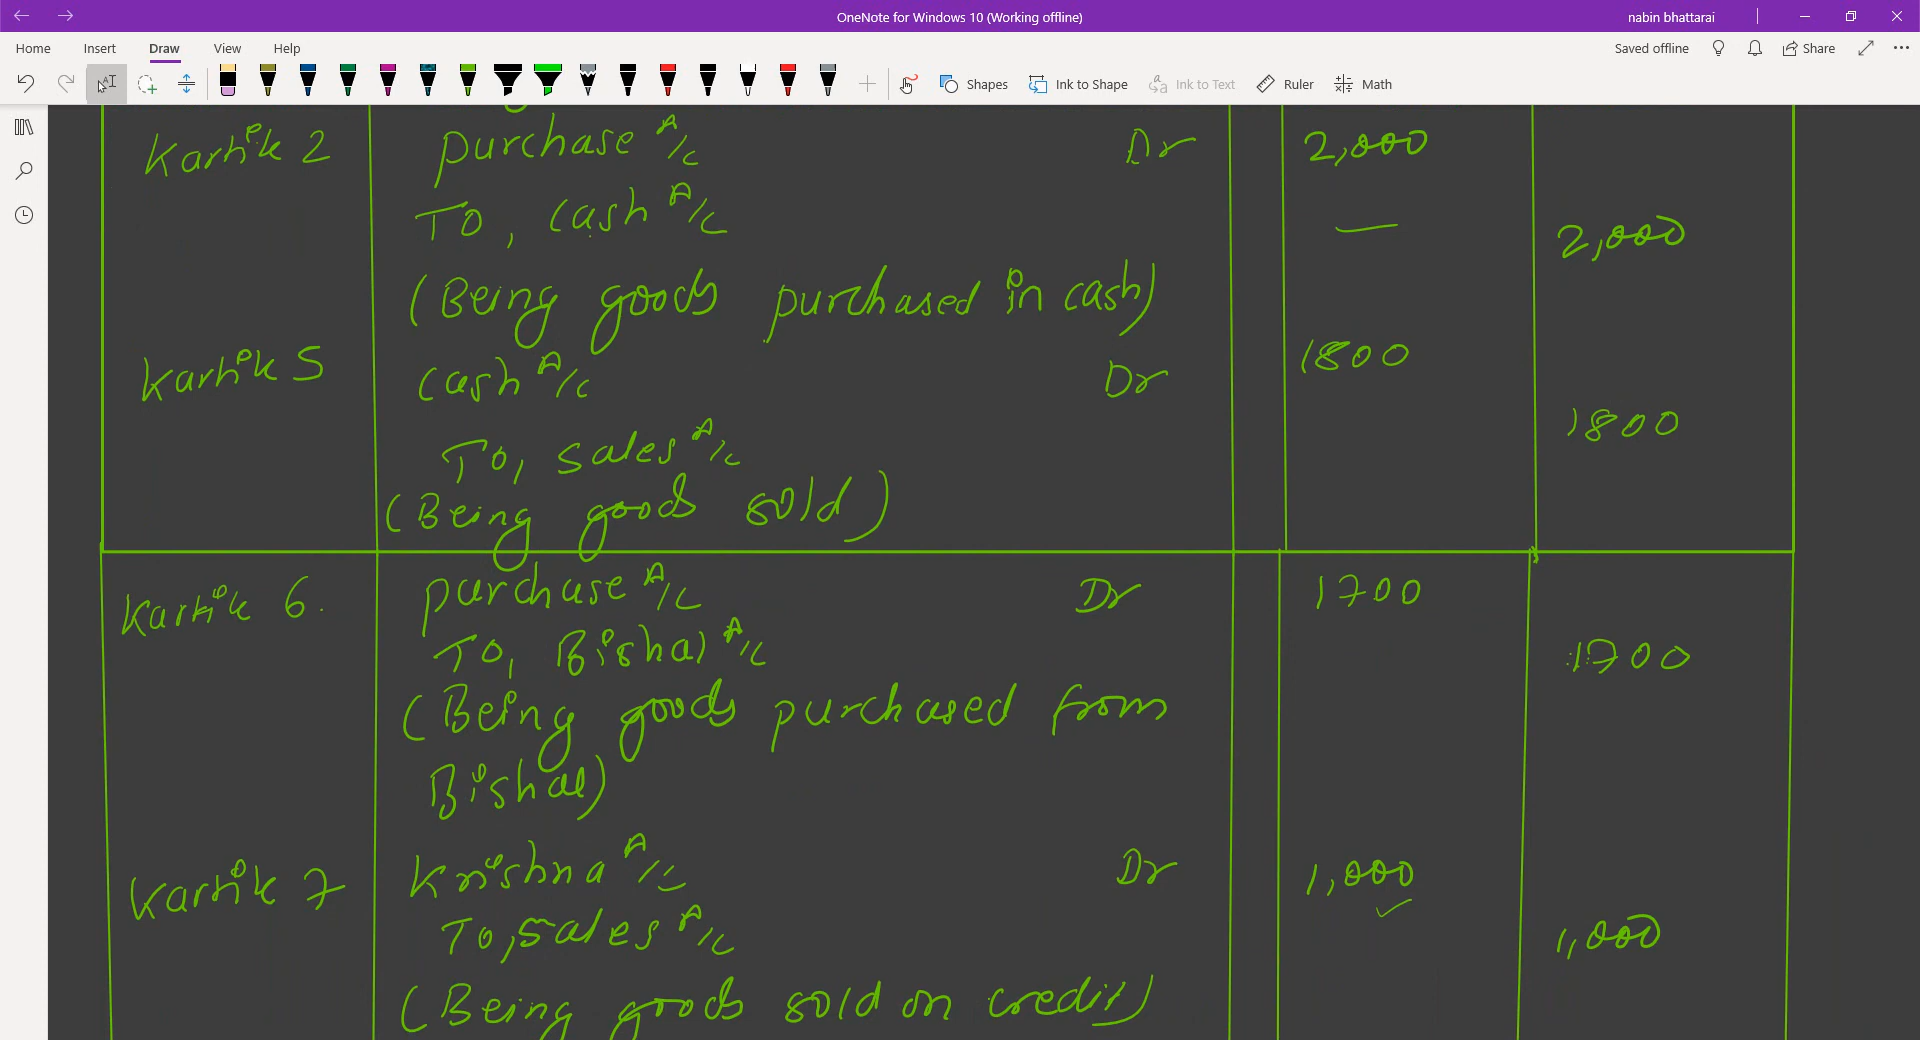 OneNote for Windows 10 (Working offline)
nabin bhattarai
Home Insert Draw View Help
Saved offline Share
Shapes Ink to Shape Ink to Text Ruler Math
Kartik 2 purchase A/c Dr 2,000
To, cash A/c — 2,000
(Being goods purchased in cash)
Kartik 5 Cash A/c Dr 1800
To, sales A/c 1800
(Being goods sold)
Kartik 6. purchase A/c Dr 1700
To, Bishal A/c 1700
(Being goods purchased from
Bishal)
Kartik 7 Krishna A/c Dr 1,000
To, sales A/c 1,000
(Being goods sold on credit)